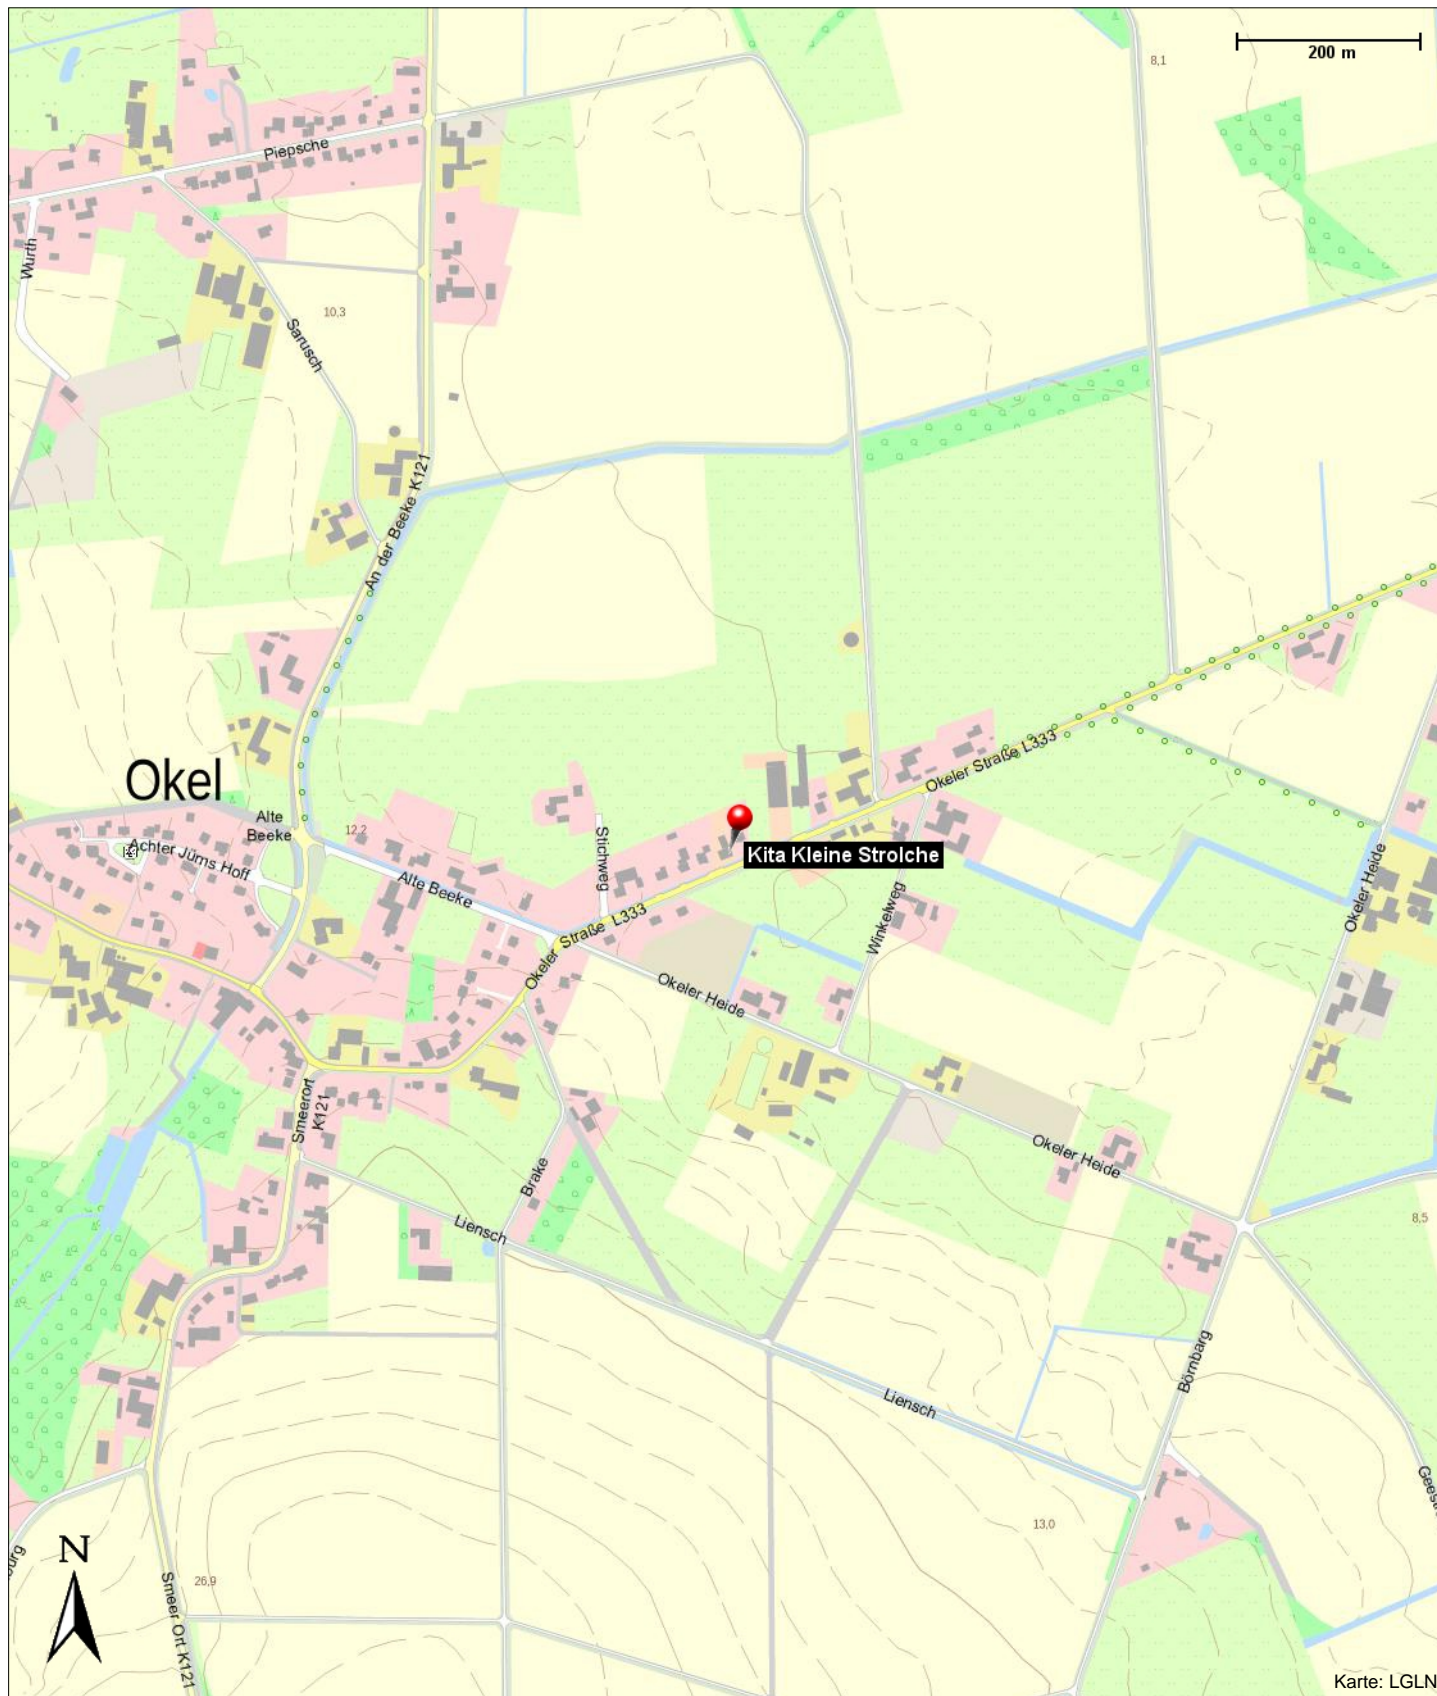 8,1
200 m
Piepsche
Wurth
10,3
Sarusch
An der Beeke K121
Okeler Straße L333
Okel
Alte
Beeke
12,2
Achter Jürns Hoff
Stichweg
Kita Kleine Strolche
Alte Beeke
Okeler Heide
Okeler Straße L333
Winkelweg
Okeler Heide
Smeerort
K121
Okeler Heide
Brake
Liensch
8,5
Börnbarg
Liensch
13,0
N
26,9
Smeer Ort K121
Karte: LGLN